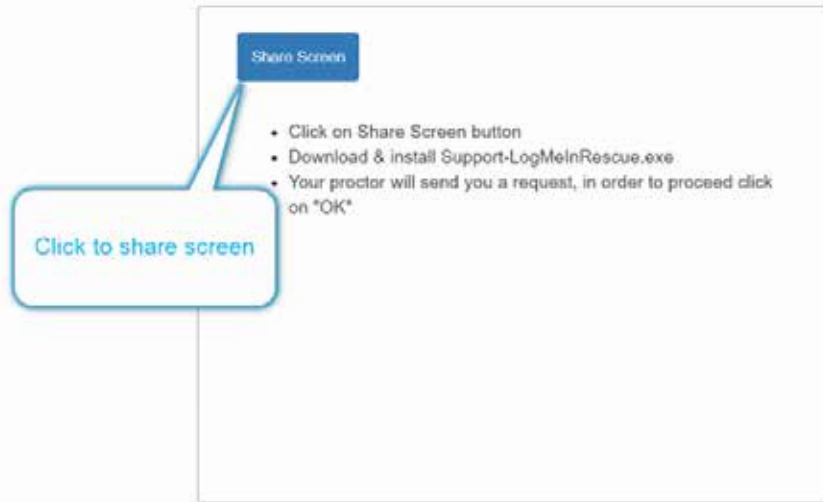 Share Screen
• Click on Share Screen button
• Download & install Support-LogMeInRescue.exe
• Your proctor will send you a request, in order to proceed click
on "OK"
Click to share screen